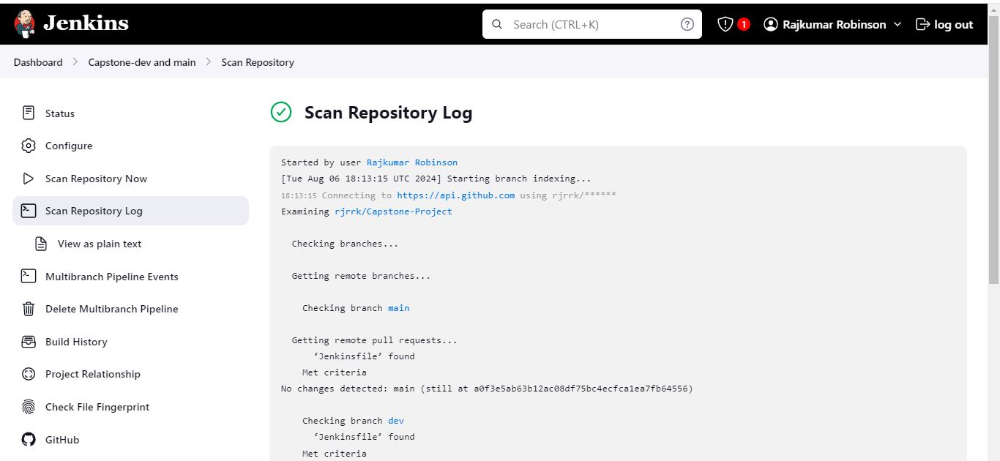 Jenkins
Search (CTRL+K)
?
1
Rajkumar Robinson
log out
Dashboard > Capstone-dev and main > Scan Repository
Status
Configure
Scan Repository Now
Scan Repository Log
View as plain text
Multibranch Pipeline Events
Delete Multibranch Pipeline
Build History
Project Relationship
Check File Fingerprint
GitHub
Scan Repository Log
Started by user Rajkumar Robinson
[Tue Aug 06 18:13:15 UTC 2024] Starting branch indexing...
18:13:15 Connecting to https://api.github.com using rjrrk/******
Examining rjrrk/Capstone-Project
Checking branches...
Getting remote branches...
Checking branch main
Getting remote pull requests...
‘Jenkinsfile’ found
Met criteria
No changes detected: main (still at a0f3e5ab63b12ac08df75bc4ecfca1ea7fb64556)
Checking branch dev
‘Jenkinsfile’ found
Met criteria